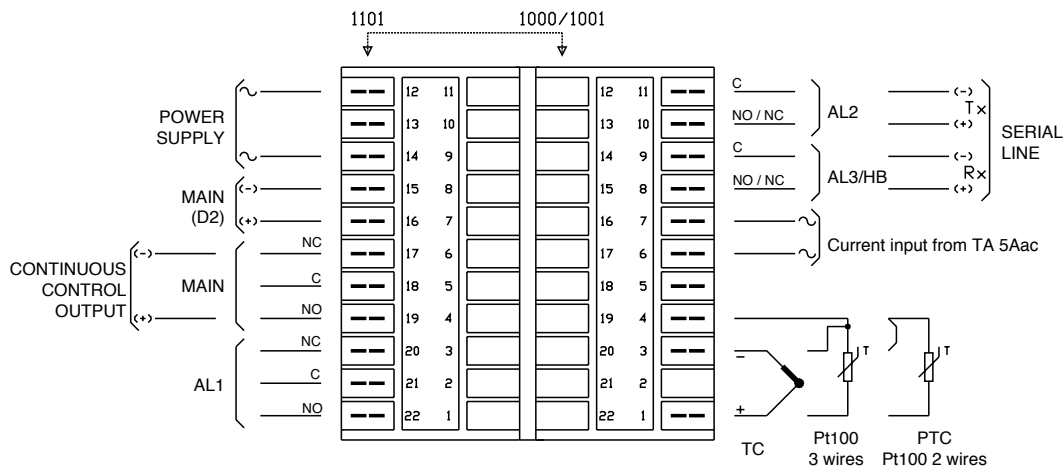 1101 1000/1001
POWER
SUPPLY
MAIN
(D2)
(-)
(+)
CONTINUOUS
CONTROL
OUTPUT
(-)
(+)
MAIN
NC
C
NO
AL1
NC
C
NO
12 11 12 11
13 10 13 10
14 9 14 9
15 8 15 8
16 7 16 7
17 6 17 6
18 5 18 5
19 4 19 4
20 3 20 3
21 2 21 2
22 1 22 1
C
NO / NC
AL2
C
NO / NC
AL3/HB
(-)
Tx
(+)
(-)
Rx
(+)
SERIAL
LINE
Current input from TA 5Aac
–
+
T
T
TC
Pt100
3 wires
PTC
Pt100 2 wires